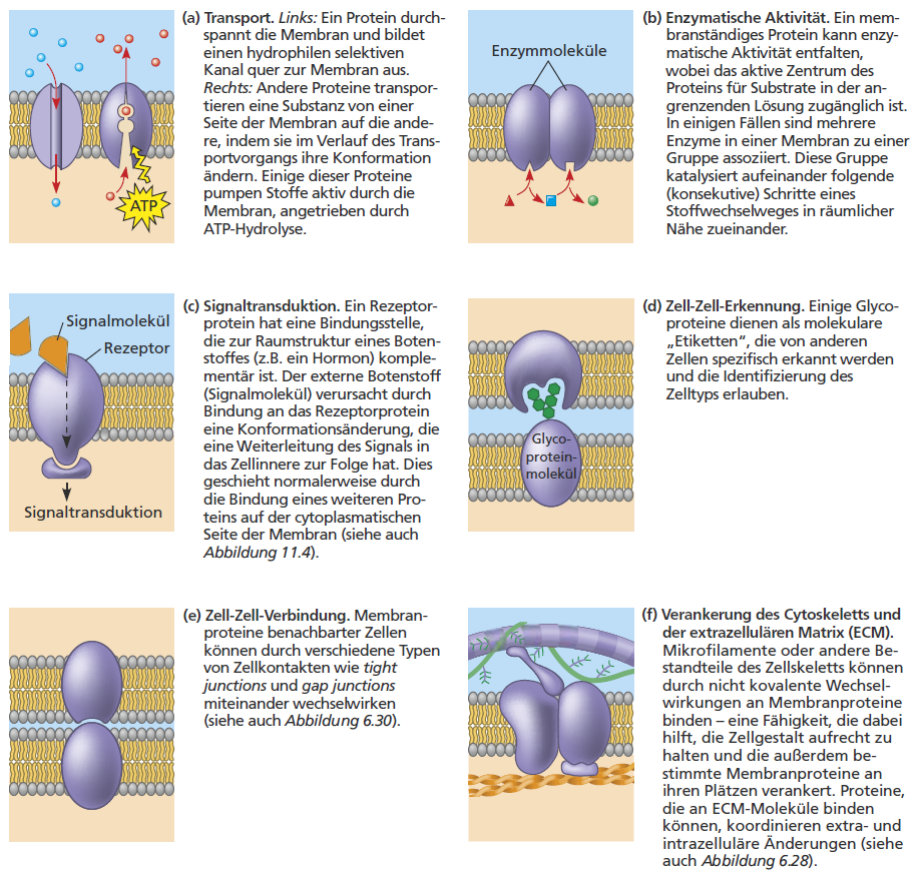 (a) Transport. Links: Ein Protein durch-
spannt die Membran und bildet
einen hydrophilen selektiven
Kanal quer zur Membran aus.
Rechts: Andere Proteine transpor-
tieren eine Substanz von einer
Seite der Membran auf die ande-
re, indem sie im Verlauf des Trans-
portvorgangs ihre Konformation
ändern. Einige dieser Proteine
pumpen Stoffe aktiv durch die
Membran, angetrieben durch
ATP-Hydrolyse.
ATP
Enzymmoleküle
(b) Enzymatische Aktivität. Ein mem-
branständiges Protein kann enzy-
matische Aktivität entfalten,
wobei das aktive Zentrum des
Proteins für Substrate in der an-
grenzenden Lösung zugänglich ist.
In einigen Fällen sind mehrere
Enzyme in einer Membran zu einer
Gruppe assoziiert. Diese Gruppe
katalysiert aufeinander folgende
(konsekutive) Schritte eines
Stoffwechselweges in räumlicher
Nähe zueinander.
Signalmolekül
Rezeptor
Signaltransduktion
(c) Signaltransduktion. Ein Rezeptor-
protein hat eine Bindungsstelle,
die zur Raumstruktur eines Boten-
stoffes (z.B. ein Hormon) komple-
mentär ist. Der externe Botenstoff
(Signalmolekül) verursacht durch
Bindung an das Rezeptorprotein
eine Konformationsänderung, die
eine Weiterleitung des Signals in
das Zellinnere zur Folge hat. Dies
geschieht normalerweise durch
die Bindung eines weiteren Pro-
teins auf der cytoplasmatischen
Seite der Membran (siehe auch
Abbildung 11.4).
Glyco-
protein-
molekül
(d) Zell-Zell-Erkennung. Einige Glyco-
proteine dienen als molekulare
„Etiketten“, die von anderen
Zellen spezifisch erkannt werden
und die Identifizierung des
Zelltyps erlauben.
(e) Zell-Zell-Verbindung. Membran-
proteine benachbarter Zellen
können durch verschiedene Typen
von Zellkontakten wie tight
junctions und gap junctions
miteinander wechselwirken
(siehe auch Abbildung 6.30).
(f) Verankerung des Cytoskeletts und
der extrazellulären Matrix (ECM).
Mikrofilamente oder andere Be-
standteile des Zellskeletts können
durch nicht kovalente Wechsel-
wirkungen an Membranproteine
binden – eine Fähigkeit, die dabei
hilft, die Zellgestalt aufrecht zu
halten und die außerdem be-
stimmte Membranproteine an
ihren Plätzen verankert. Proteine,
die an ECM-Moleküle binden
können, koordinieren extra- und
intrazelluläre Änderungen (siehe
auch Abbildung 6.28).